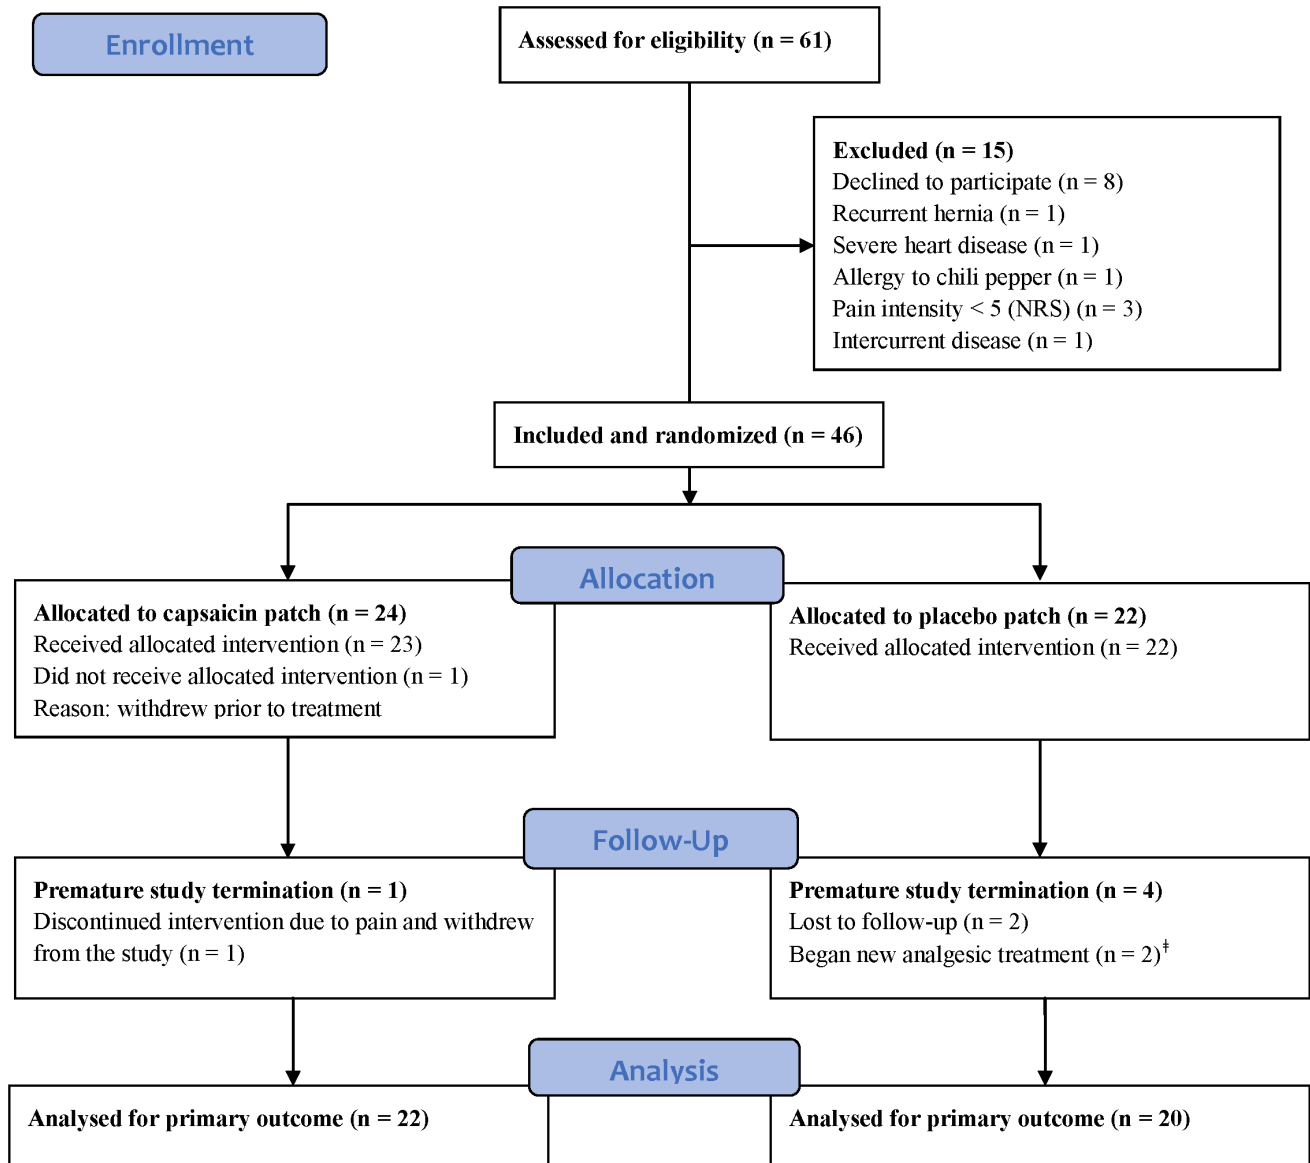 Enrollment
Assessed for eligibility (n = 61)
Excluded (n = 15)
Declined to participate (n = 8)
Recurrent hernia (n = 1)
Severe heart disease (n = 1)
Allergy to chili pepper (n = 1)
Pain intensity < 5 (NRS) (n = 3)
Intercurrent disease (n = 1)
Included and randomized (n = 46)
Allocation
Allocated to capsaicin patch (n = 24)
Received allocated intervention (n = 23)
Did not receive allocated intervention (n = 1)
Reason: withdrew prior to treatment
Allocated to placebo patch (n = 22)
Received allocated intervention (n = 22)
Follow-Up
Premature study termination (n = 1)
Discontinued intervention due to pain and withdrew
from the study (n = 1)
Premature study termination (n = 4)
Lost to follow-up (n = 2)
Began new analgesic treatment (n = 2)ǂ
Analysis
Analysed for primary outcome (n = 22)
Analysed for primary outcome (n = 20)